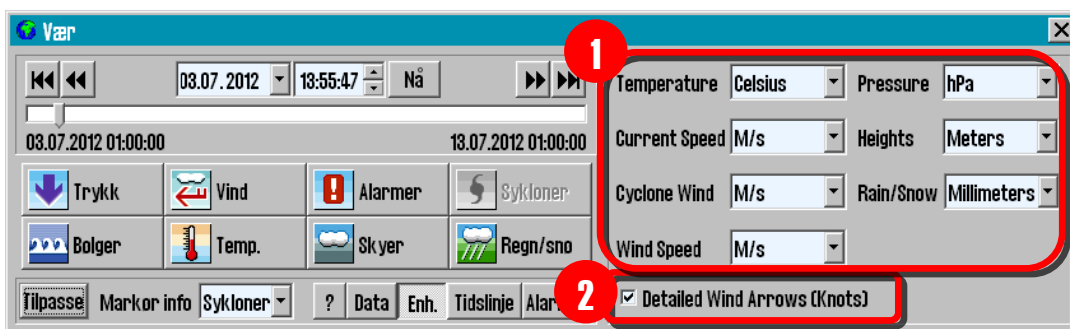 Vær
1
03.07.2012 13:55:47 Nå
03.07.2012 01:00:00 13.07.2012 01:00:00
Trykk Vind Alarmer Sykloner
Bolger Temp. Skyer Regn/sno
Tilpasse Markor info Sykloner ? Data Enh. Tidslinje
Temperature Celsius Pressure hPa
Current Speed M/s Heights Meters
Cyclone Wind M/s Rain/Snow Millimeters
Wind Speed M/s
2
Detailed Wind Arrows (Knots)